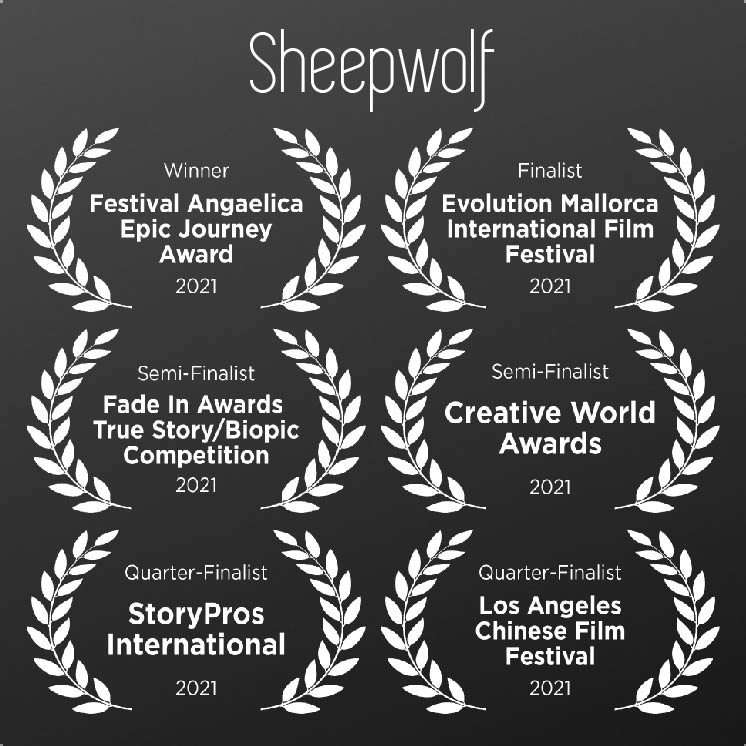 Sheepwolf
Winner
Festival Angaelica
Epic Journey
Award
2021
Finalist
Evolution Mallorca
International Film
Festival
2021
Semi-Finalist
Fade In Awards
True Story/Biopic
Competition
2021
Semi-Finalist
Creative World
Awards
2021
Quarter-Finalist
StoryPros
International
2021
Quarter-Finalist
Los Angeles
Chinese Film
Festival
2021